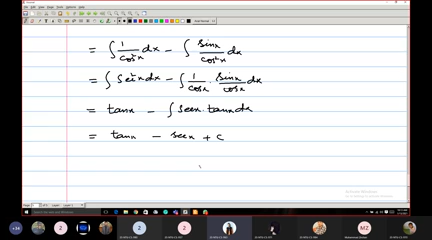 = ∫ 1/cos²x dx − ∫ sinx/cos²x dx
= ∫ sec²x dx − ∫ 1/cosx · sinx/cosx dx
= tanx − ∫ secx · tanx dx
= tanx − secx + c